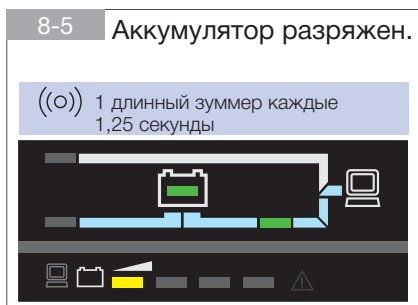 8-5 Аккумулятор разряжен.
1 длинный зуммер каждые
1,25 секунды